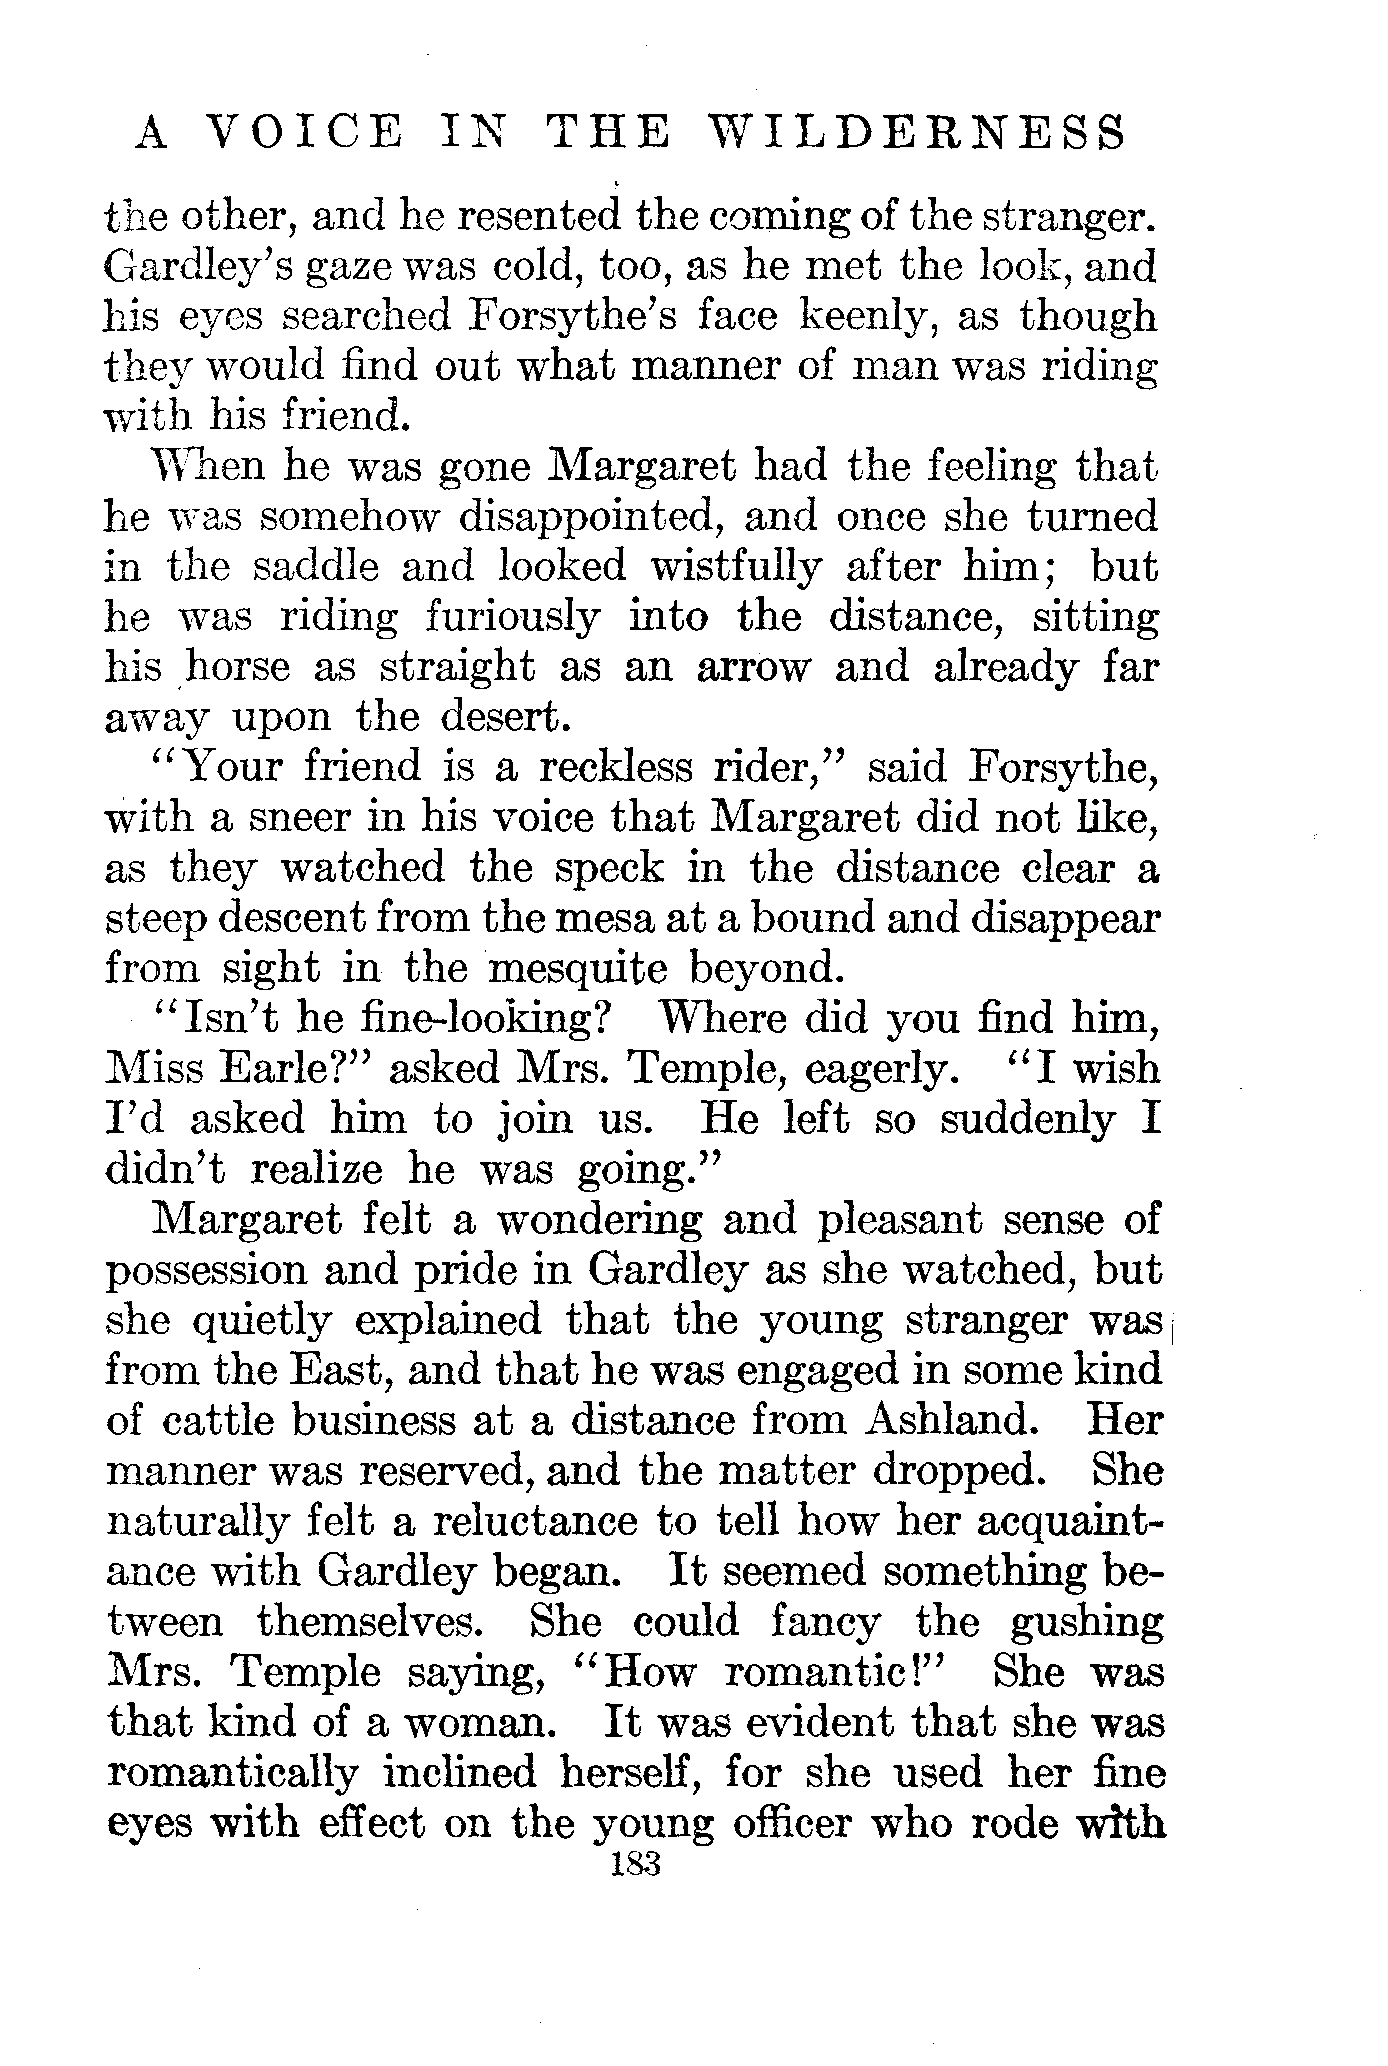 A VOICE IN THE WILDERNESS
the other, and he resented the coming of the stranger.
Gardley's gaze was cold, too, as he met the look, and
his eyes searched Forsythe's face keenly, as though
they would find out what manner of man was riding
with his friend.
When he was gone Margaret had the feeling that
he was somehow disappointed, and once she turned
in the saddle and looked wistfully after him; but
he was riding furiously into the distance, sitting
his horse as straight as an arrow and already far
away upon the desert.
"Your friend is a reckless rider," said Forsythe,
with a sneer in his voice that Margaret did not like,
as they watched the speck in the distance clear a
steep descent from the mesa at a bound and disappear
from sight in the mesquite beyond.
"Isn't he fine-looking? Where did you find him,
Miss Earle?" asked Mrs. Temple, eagerly. "I wish
I'd asked him to join us. He left so suddenly I
didn't realize he was going."
Margaret felt a wondering and pleasant sense of
possession and pride in Gardley as she watched, but
she quietly explained that the young stranger was
from the East, and that he was engaged in some kind
of cattle business at a distance from Ashland. Her
manner was reserved, and the matter dropped. She
naturally felt a reluctance to tell how her acquaint-
ance with Gardley began. It seemed something be-
tween themselves. She could fancy the gushing
Mrs. Temple saying, "How romantic!" She was
that kind of a woman. It was evident that she was
romantically inclined herself, for she used her fine
eyes with effect on the young officer who rode with
183